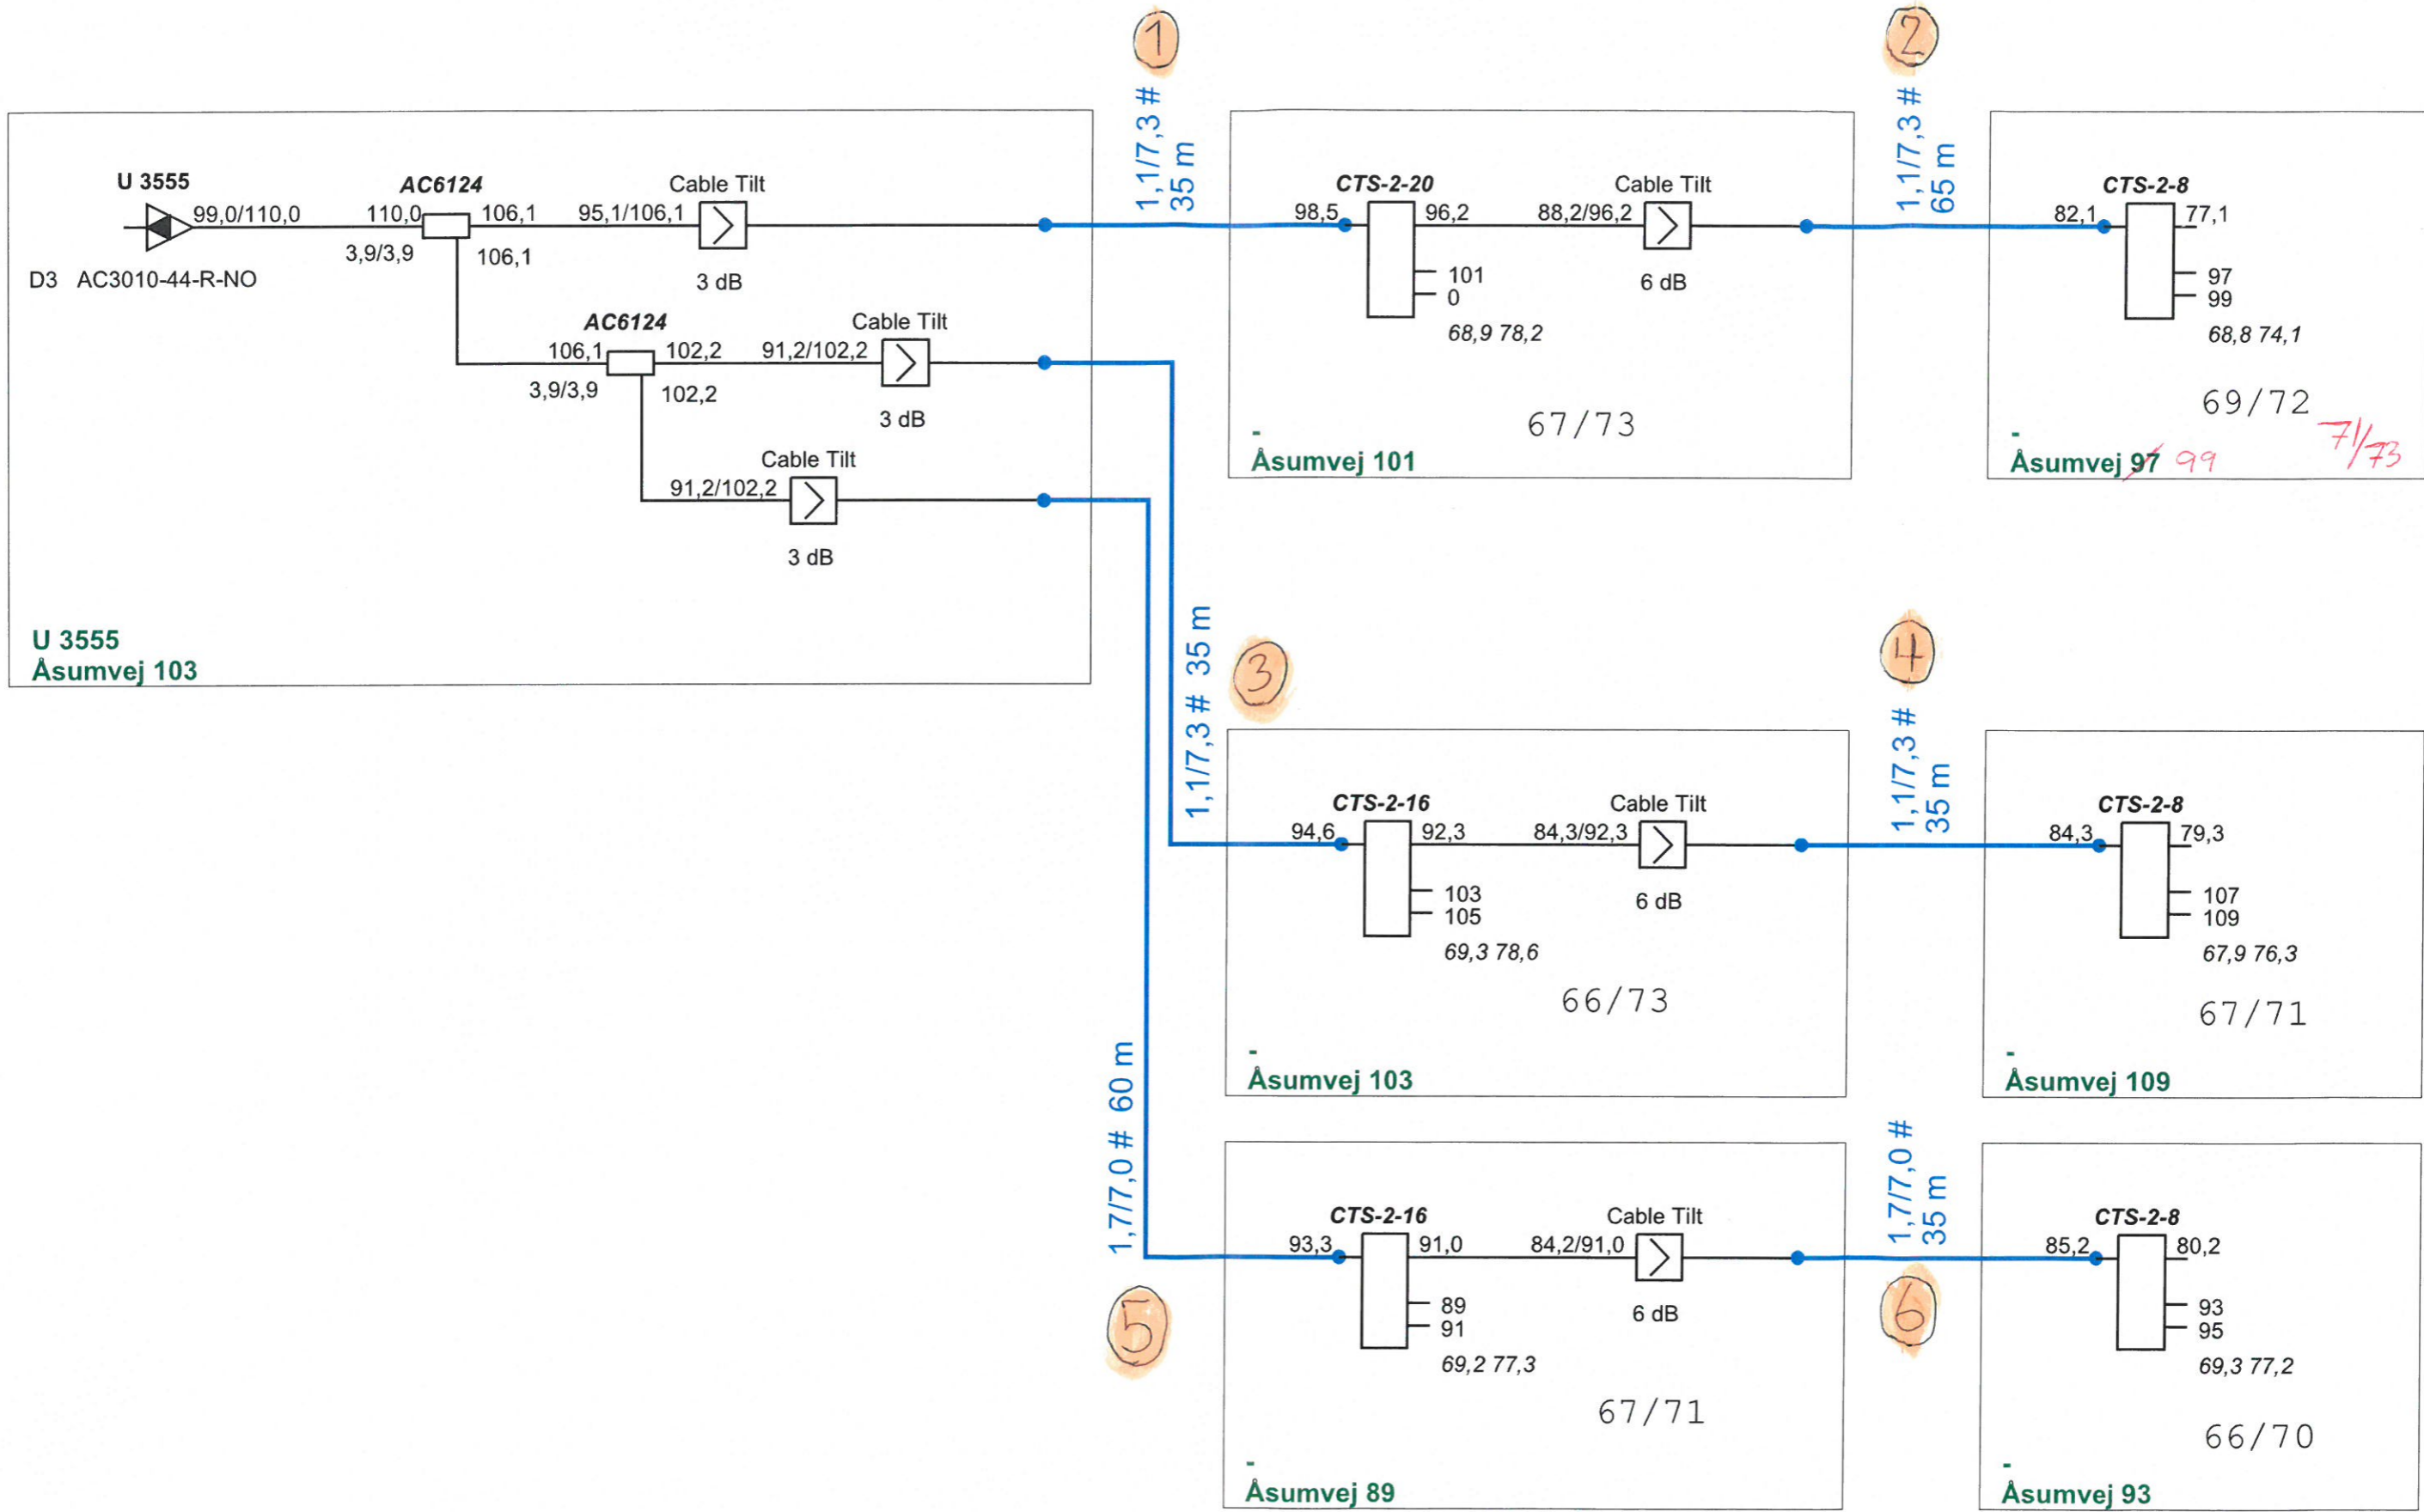 1
2
1,1/7,3 #
35 m
1,1/7,3 #
65 m
U 3555
99,0/110,0
D3 AC3010-44-R-NO
AC6124
110,0
106,1
3,9/3,9
106,1
95,1/106,1
Cable Tilt
3 dB
AC6124
106,1
102,2
3,9/3,9
102,2
91,2/102,2
Cable Tilt
3 dB
Cable Tilt
91,2/102,2
3 dB
U 3555
Åsumvej 103
CTS-2-20
98,5
96,2
101
0
68,9 78,2
88,2/96,2
Cable Tilt
6 dB
67/73
-
Åsumvej 101
CTS-2-8
82,1
77,1
97
99
68,8 74,1
69/72
71/73
-
Åsumvej 97 99
1,1/7,3 # 35 m
3
4
1,1/7,3 #
35 m
CTS-2-16
94,6
92,3
103
105
69,3 78,6
84,3/92,3
Cable Tilt
6 dB
66/73
-
Åsumvej 103
CTS-2-8
84,3
79,3
107
109
67,9 76,3
67/71
-
Åsumvej 109
1,7/7,0 # 60 m
5
1,7/7,0 #
35 m
6
CTS-2-16
93,3
91,0
89
91
69,2 77,3
84,2/91,0
Cable Tilt
6 dB
67/71
-
Åsumvej 89
CTS-2-8
85,2
80,2
93
95
69,3 77,2
66/70
-
Åsumvej 93